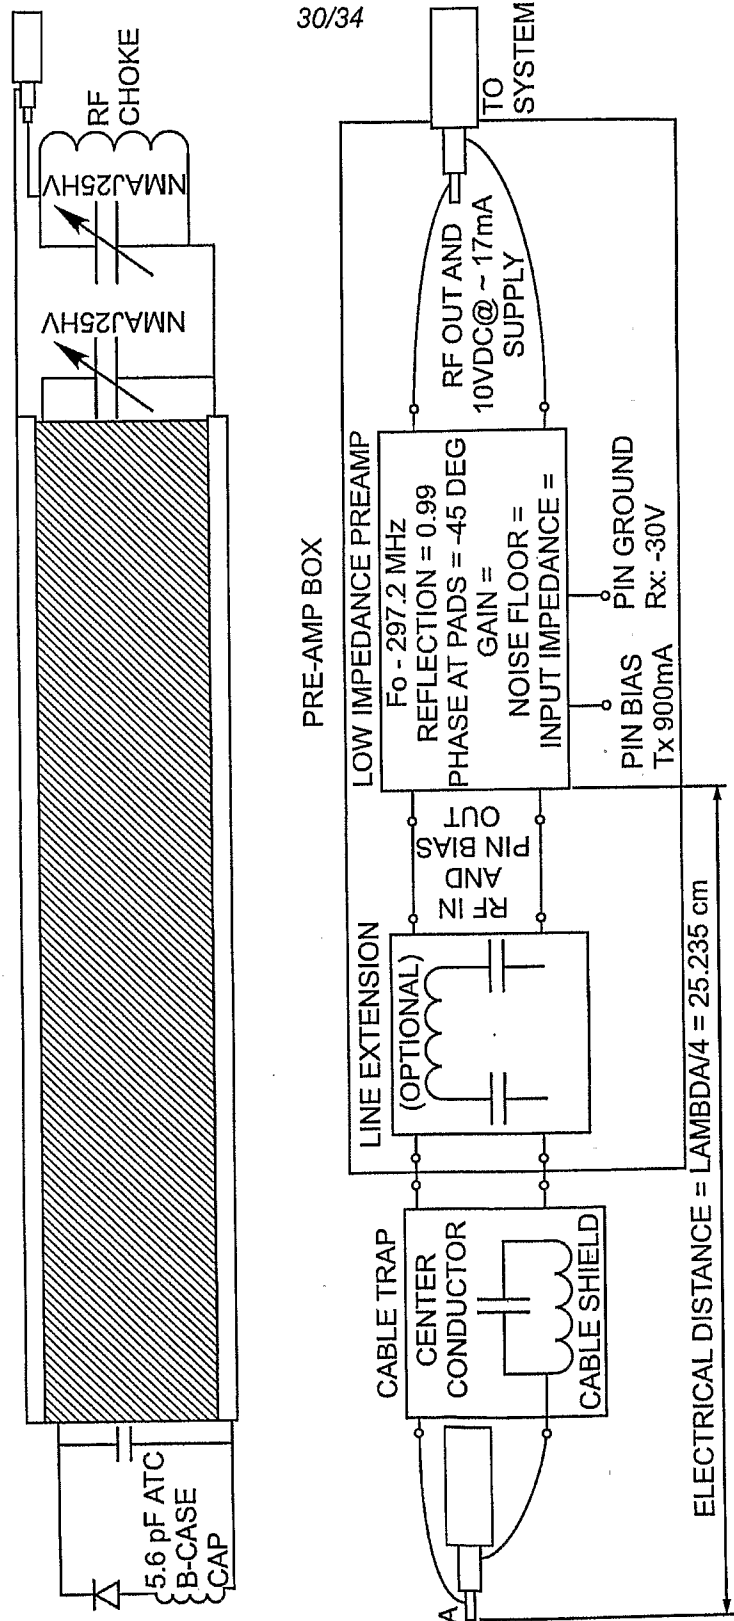 30/34
RF
CHOKE
NMAJ25HV
NMAJ25HV
5.6 pF ATC
B-CASE
CAP
PRE-AMP BOX
TO
SYSTEM
RF OUT AND
10VDC@ ~ 17mA
SUPPLY
LOW IMPEDANCE PREAMP
Fo - 297.2 MHz
REFLECTION = 0.99
PHASE AT PADS = -45 DEG
GAIN =
NOISE FLOOR =
INPUT IMPEDANCE =
PIN BIAS
Tx 900mA
PIN GROUND
Rx: -30V
RF IN
AND
PIN BIAS
OUT
LINE EXTENSION
(OPTIONAL)
CABLE TRAP
CENTER
CONDUCTOR
CABLE SHIELD
A
ELECTRICAL DISTANCE = LAMBDA/4 = 25.235 cm